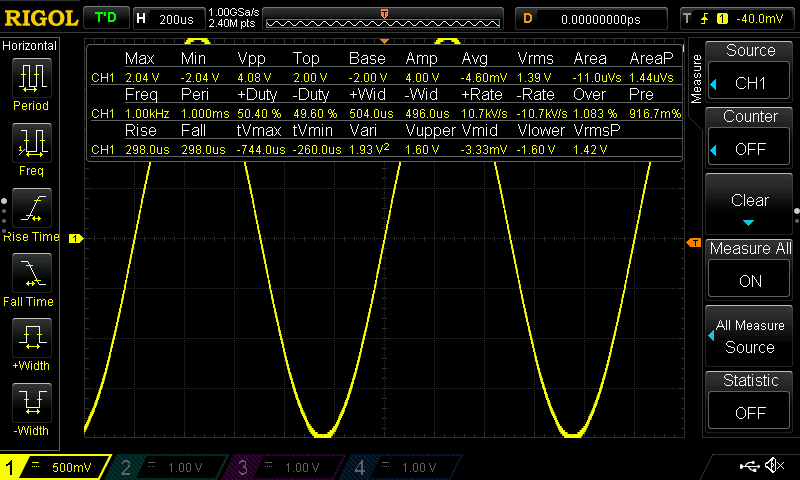 RIGOL T'D H 200us 1.00GSa/s D 0.00000000ps T 1 -40.0mV
2.40M pts
T
Horizontal
Period
Freq
Rise Time
Fall Time
+Width
-Width
Max Min Vpp Top Base Amp Avg Vrms Area AreaP
CH1 2.04 V -2.04 V 4.08 V 2.00 V -2.00 V 4.00 V -4.60mV 1.39 V -11.0uVs 1.44uVs
Freq Peri +Duty -Duty +Wid -Wid +Rate -Rate Over Pre
CH1 1.00kHz 1.000ms 50.40 % 49.60 % 504.0us 496.0us 10.7kV/s -10.7kV/s 1.083 % 916.7m%
Rise Fall tVmax tVmin Vari Vupper Vmid Vlower VrmsP
CH1 298.0us 298.0us -744.0us -260.0us 1.93 V² 1.60 V -3.33mV -1.60 V 1.42 V
1
T
Measure
Source
CH1
Counter
OFF
Clear
Measure All
ON
All Measure
Source
Statistic
OFF
1 500mV 2 1.00 V 3 1.00 V 4 1.00 V